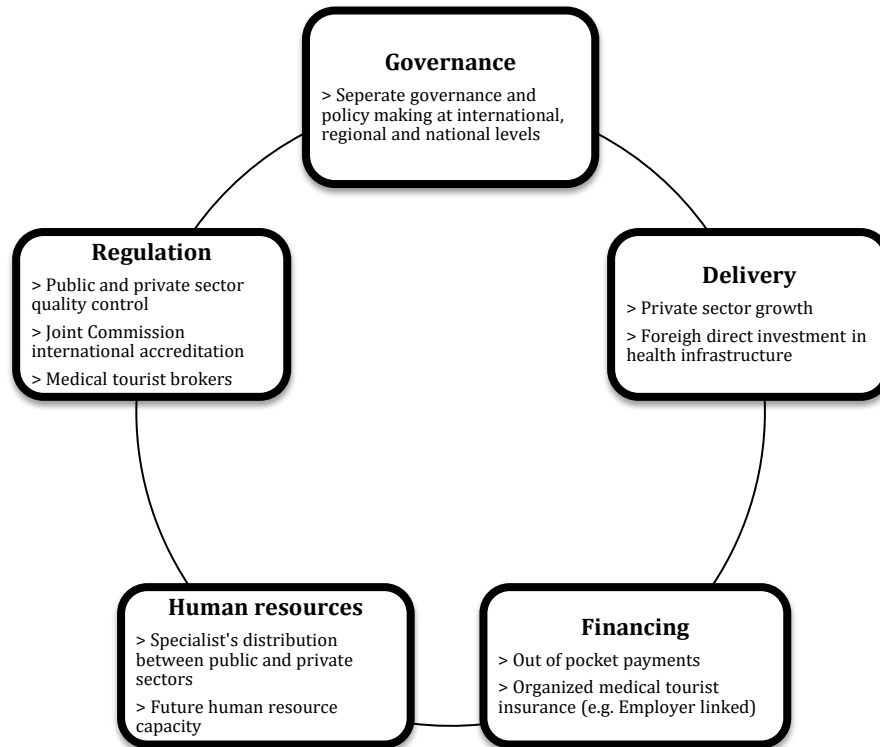 Governance
> Seperate governance and
policy making at international,
regional and national levels
Delivery
> Private sector growth
> Foreigh direct investment in
health infrastructure
Financing
> Out of pocket payments
> Organized medical tourist
insurance (e.g. Employer linked)
Human resources
> Specialist's distribution
between public and private
sectors
> Future human resource
capacity
Regulation
> Public and private sector
quality control
> Joint Commission
international accreditation
> Medical tourist brokers